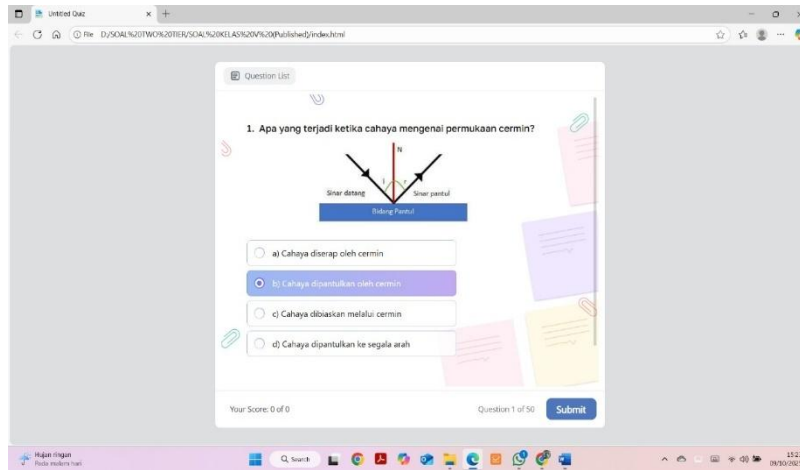 Untitled Quiz
File D:/SOAL%20TWO%20TIER/SOAL%20KELAS%20V%20(Published)/index.html
Question List
1. Apa yang terjadi ketika cahaya mengenai permukaan cermin?
N
i r
Sinar datang Sinar pantul
Bidang Pantul
a) Cahaya diserap oleh cermin
b) Cahaya dipantulkan oleh cermin
c) Cahaya dibiaskan melalui cermin
d) Cahaya dipantulkan ke segala arah
Your Score: 0 of 0 Question 1 of 50 Submit
Hujan ringan
Pada malam hari
Search